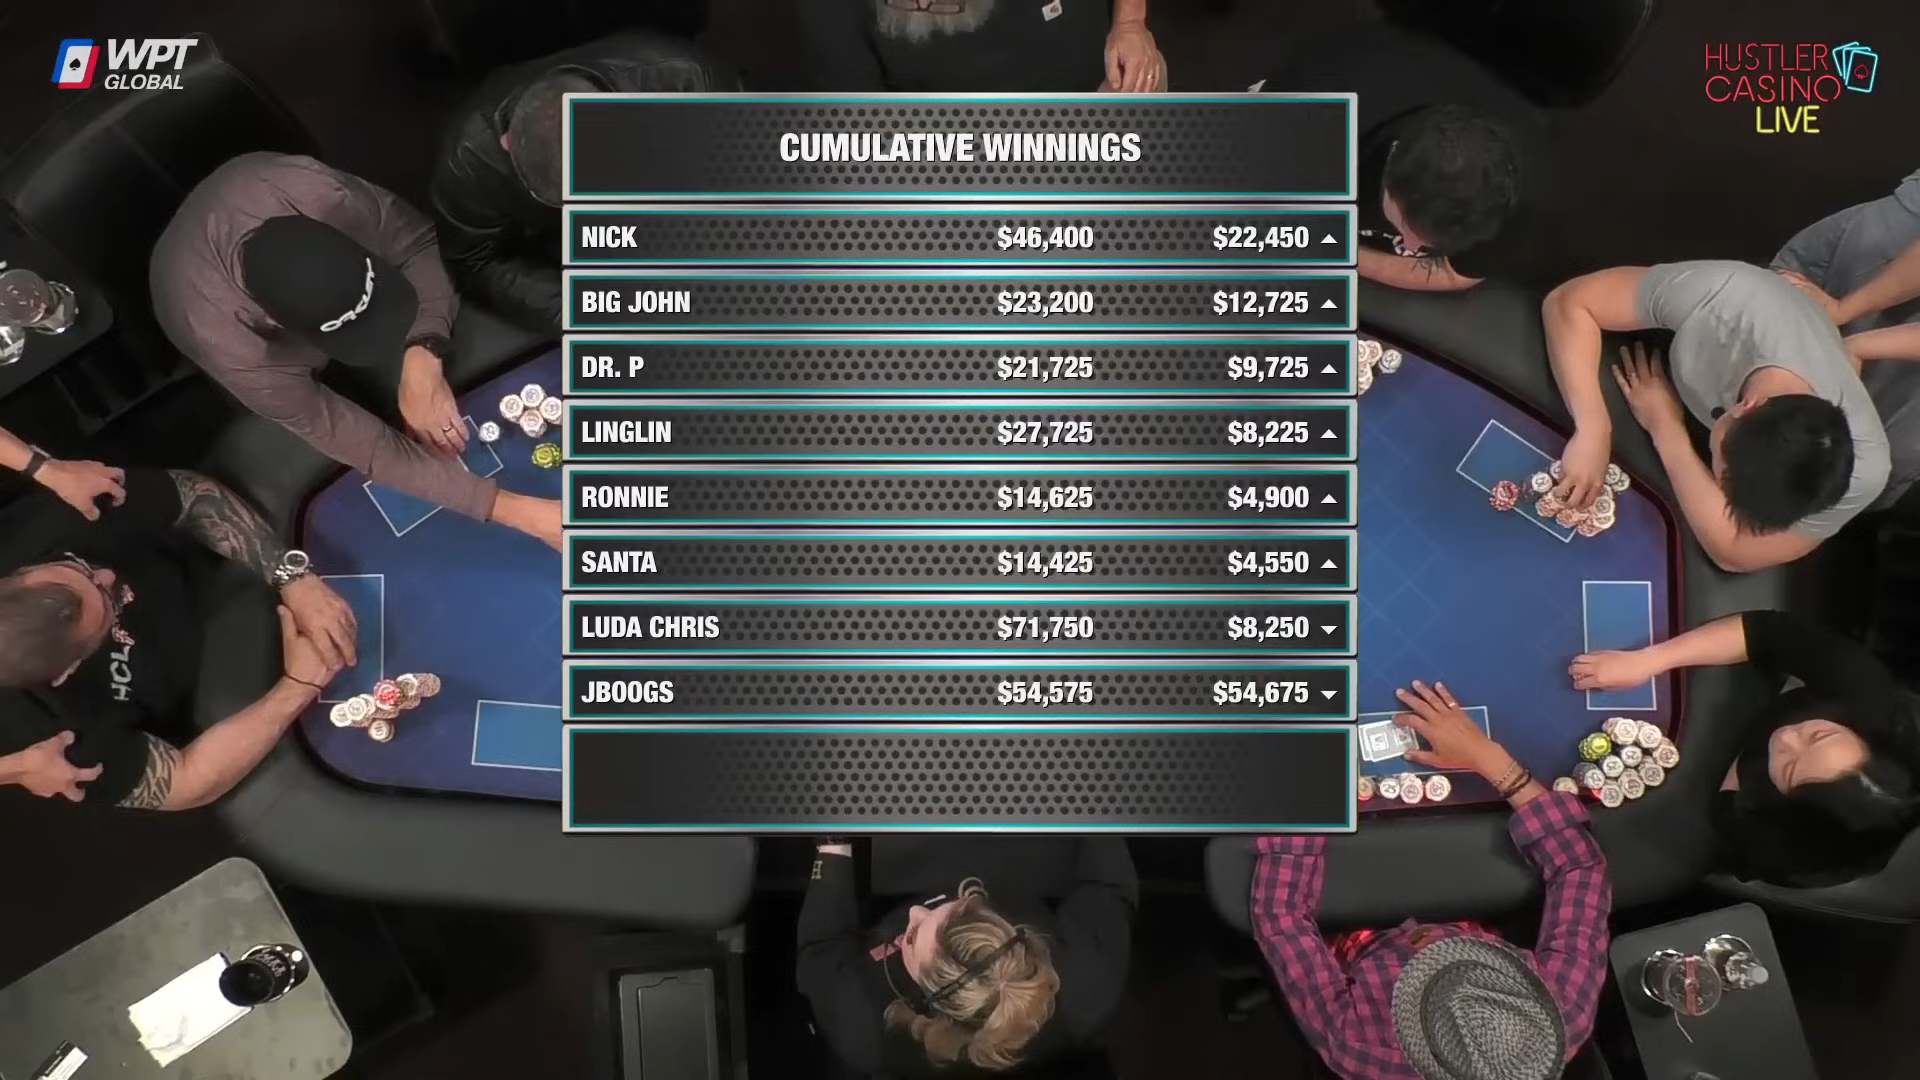 WPT
GLOBAL
HUSTLER
CASINO
LIVE
CUMULATIVE WINNINGS
NICK $46,400 $22,450 ▲
BIG JOHN $23,200 $12,725 ▲
DR. P $21,725 $9,725 ▲
LINGLIN $27,725 $8,225 ▲
RONNIE $14,625 $4,900 ▲
SANTA $14,425 $4,550 ▲
LUDA CHRIS $71,750 $8,250 ▼
JBOOGS $54,575 $54,675 ▼
OAKLEY
HCL